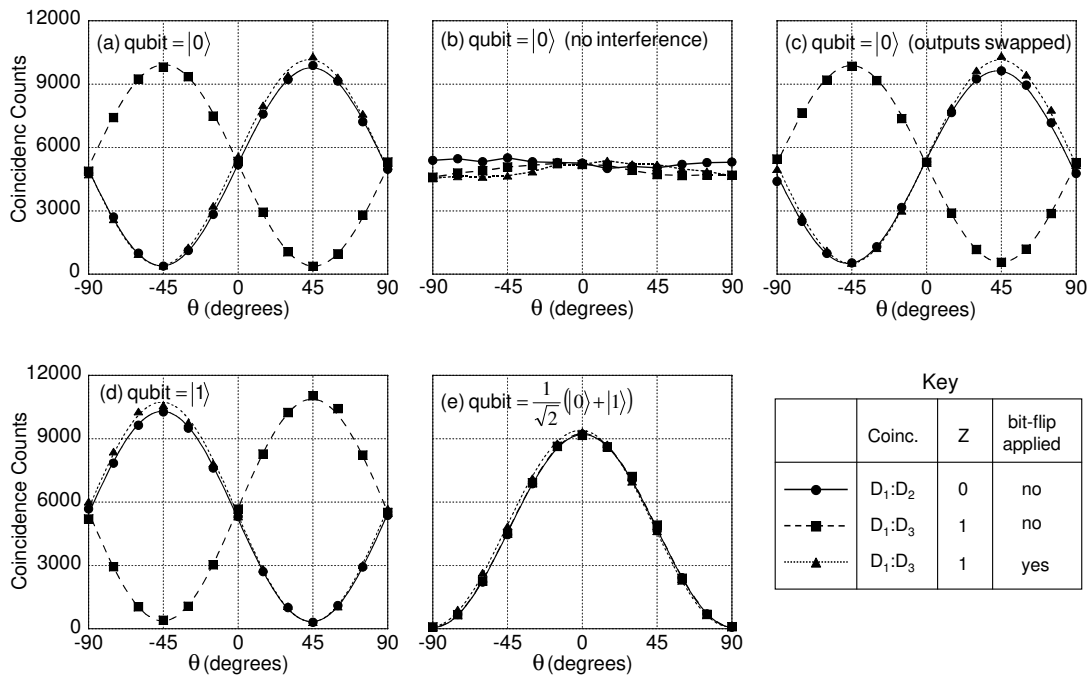 (a) qubit = |0⟩
(b) qubit = |0⟩ (no interference)
(c) qubit = |0⟩ (outputs swapped)
12000
9000
6000
3000
0
Coincidenc Counts
-90 -45 0 45 90
θ (degrees)
-90 -45 0 45 90
θ (degrees)
-90 -45 0 45 90
θ (degrees)
(d) qubit = |1⟩
(e) qubit = 1/√2 (|0⟩ + |1⟩)
12000
9000
6000
3000
0
Coincidence Counts
-90 -45 0 45 90
θ (degrees)
-90 -45 0 45 90
θ (degrees)
Key
Coinc. Z bit-flip applied
D₁:D₂ 0 no
D₁:D₃ 1 no
D₁:D₃ 1 yes